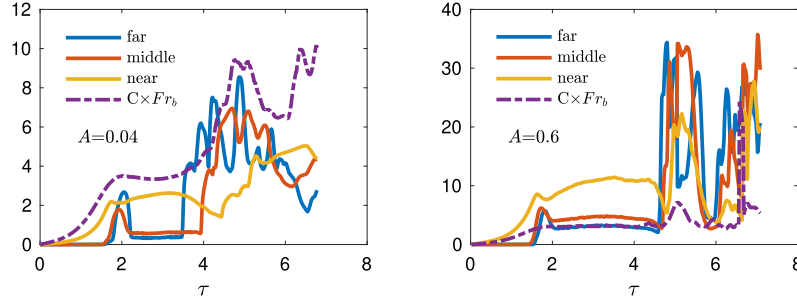 12
10
8
6
4
2
0
far
middle
near
C×Fr_b
A=0.04
0 2 4 6 8
τ
40
30
20
10
0
far
middle
near
C×Fr_b
A=0.6
0 2 4 6 8
τ